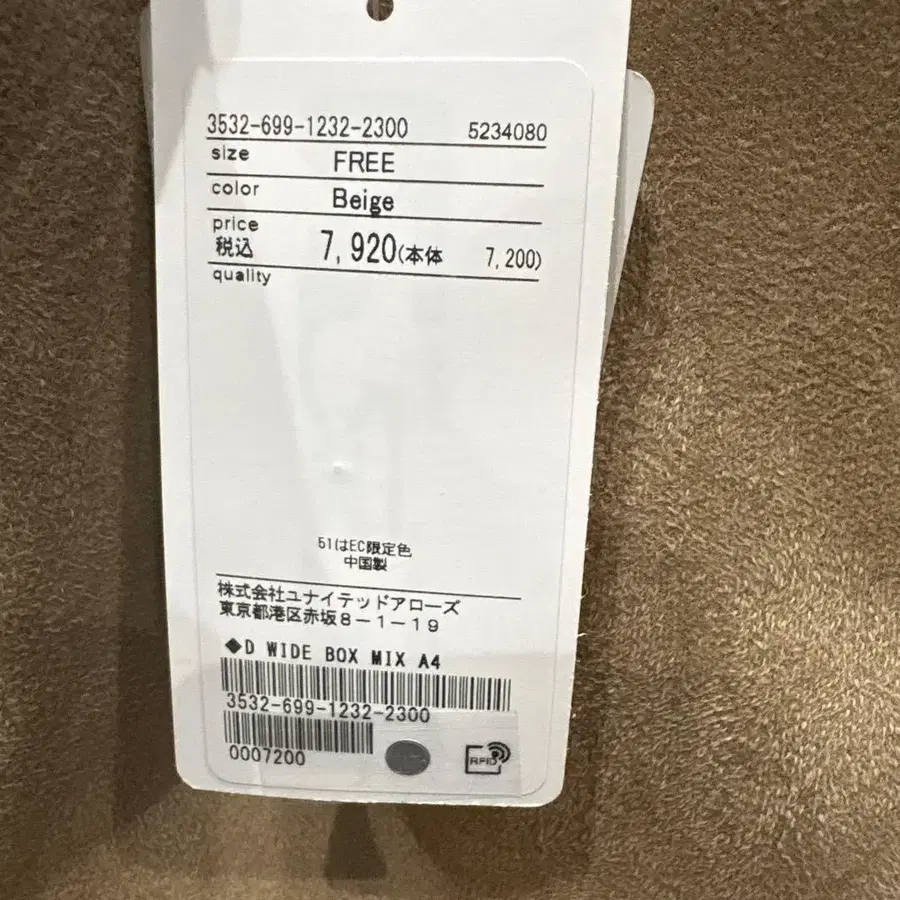 3532-699-1232-2300 5234080
size FREE
color Beige
price
税込 7,920(本体 7,200)
quality
51はEC限定色
中国製
株式会社ユナイテッドアローズ
東京都港区赤坂8-1-19
◆D WIDE BOX MIX A4
3532-699-1232-2300
0007200
RFID